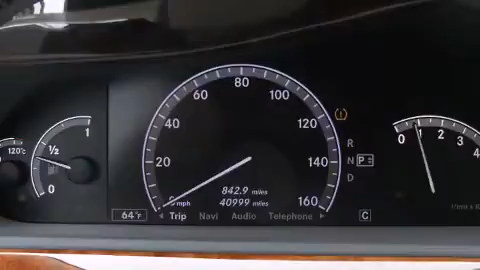 120°C
1
1/2
0
80
60
100
40
120
20
140
0 mph
160
842.9 miles
40999 miles
64°F
Trip Navi Audio Telephone
(!)
R
N P
D
C
0 1 2 3 4